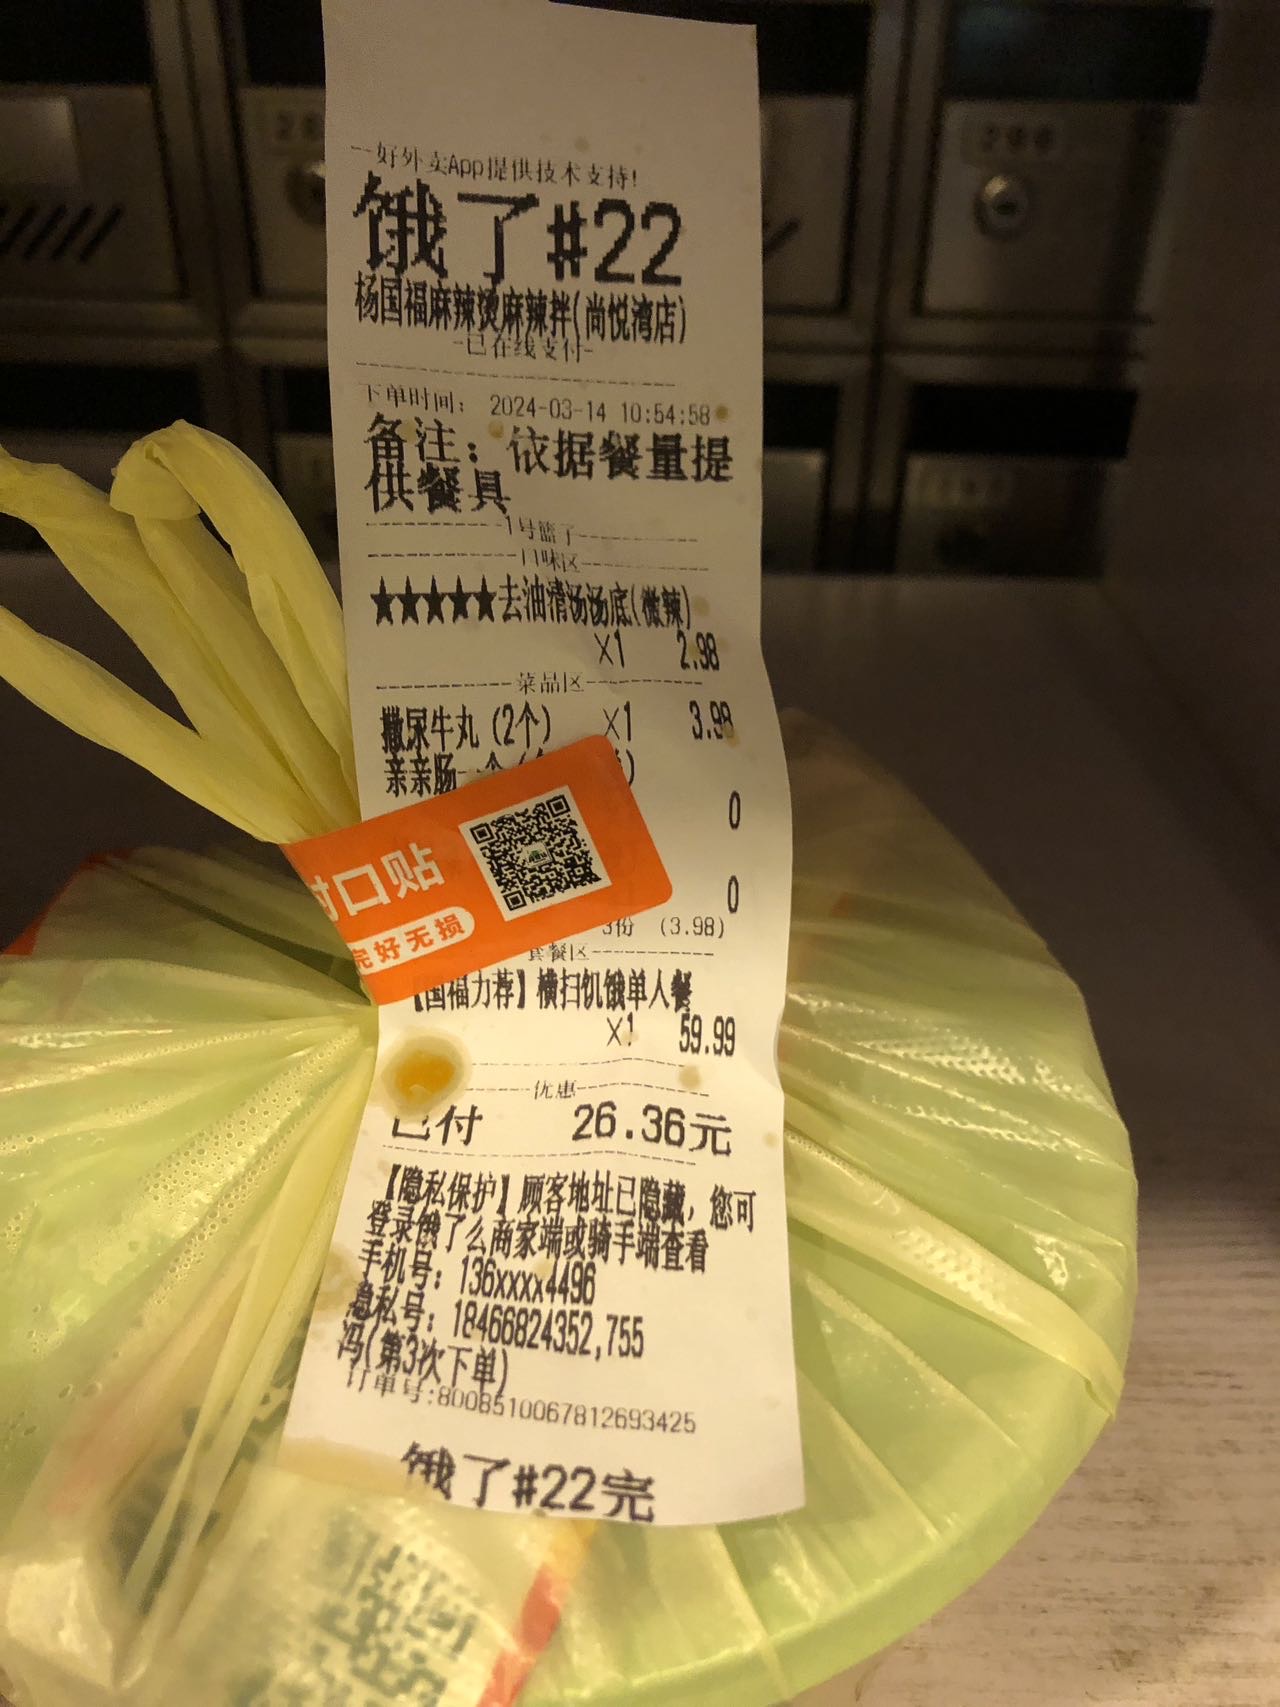 一好外卖App提供技术支持!
饿了#22
杨国福麻辣烫麻辣拌(尚悦湾店)
-已在线支付-
下单时间: 2024-03-14 10:54:58
备注: 依据餐量提
供餐具
1号篮子
口味区
★★★★★去油清汤汤底(微辣)
X1 2.98
菜品区
撒尿牛丸(2个) X1 3.98
亲亲肠一个
0
0
3份 (3.98)
套餐区
【国福力荐】横扫饥饿单人餐
X1 59.99
优惠
已付 26.36元
【隐私保护】顾客地址已隐藏,您可
登录饿了么商家端或骑手端查看
手机号: 136xxxx4496
隐私号: 18466824352,755
冯(第3次下单)
订单号:8008510067812693425
饿了#22完
封口贴
完好无损